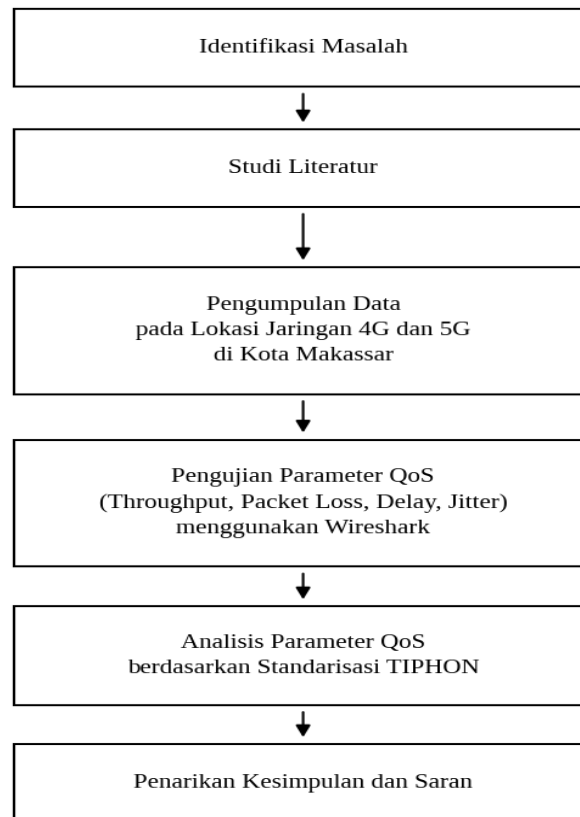 Identifikasi Masalah
Studi Literatur
Pengumpulan Data
pada Lokasi Jaringan 4G dan 5G
di Kota Makassar
Pengujian Parameter QoS
(Throughput, Packet Loss, Delay, Jitter)
menggunakan Wireshark
Analisis Parameter QoS
berdasarkan Standarisasi TIPHON
Penarikan Kesimpulan dan Saran